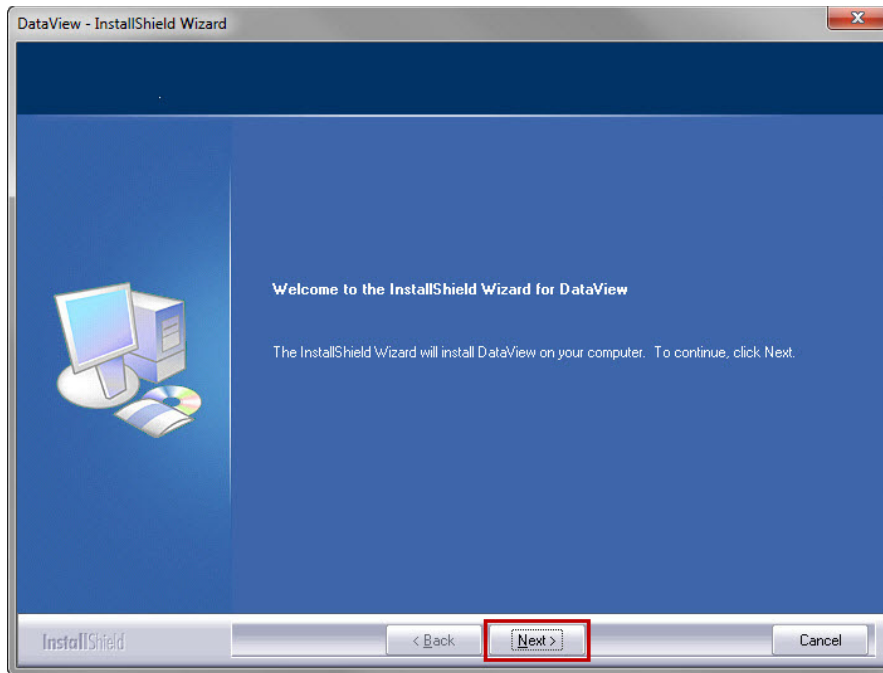 DataView - InstallShield Wizard
Welcome to the InstallShield Wizard for DataView
The InstallShield Wizard will install DataView on your computer.  To continue, click Next.
InstallShield
< Back
Next >
Cancel